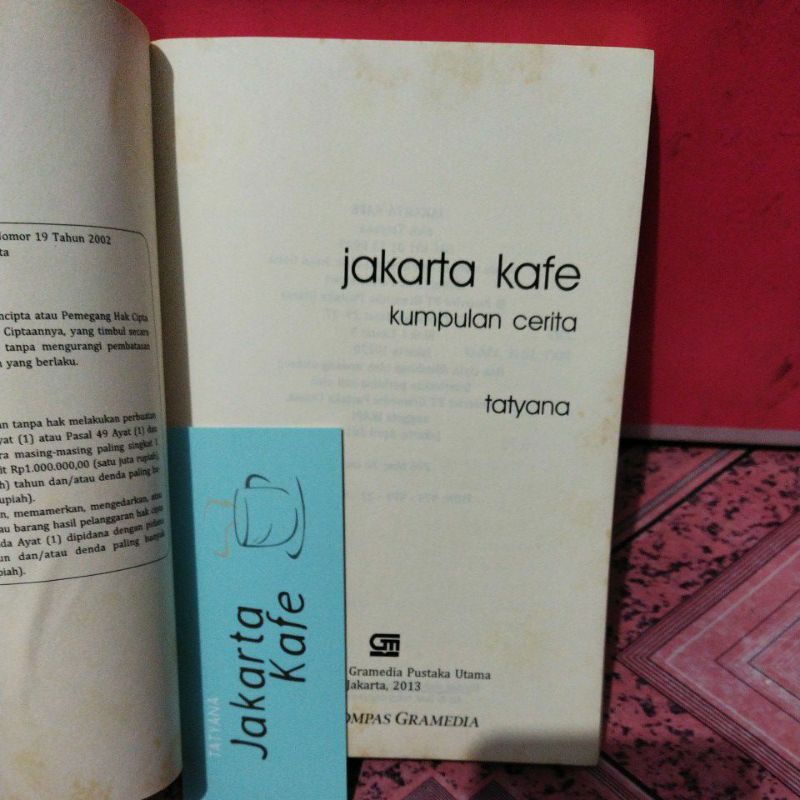 Nomor 19 Tahun 2002
ncipta atau Pemegang Hak Cipta
Ciptaannya, yang timbul secara
tanpa mengurangi pembatasan
yang berlaku.
tanpa hak melakukan perbuatan
yat (1) atau Pasal 49 Ayat (1) dan
masing-masing paling singkat 1
Rp1.000.000,00 (satu juta rupiah),
tahun dan/atau denda paling
rupiah).
memamerkan, mengedarkan, atau
au barang hasil pelanggaran hak cipta
da Ayat (1) dipidana dengan pidana
un dan/atau denda paling banyak
piah).
jakarta kafe
kumpulan cerita
tatyana
GM
Gramedia Pustaka Utama
Jakarta, 2013
OMPAS GRAMEDIA
TATYANA
Jakarta
Kafe